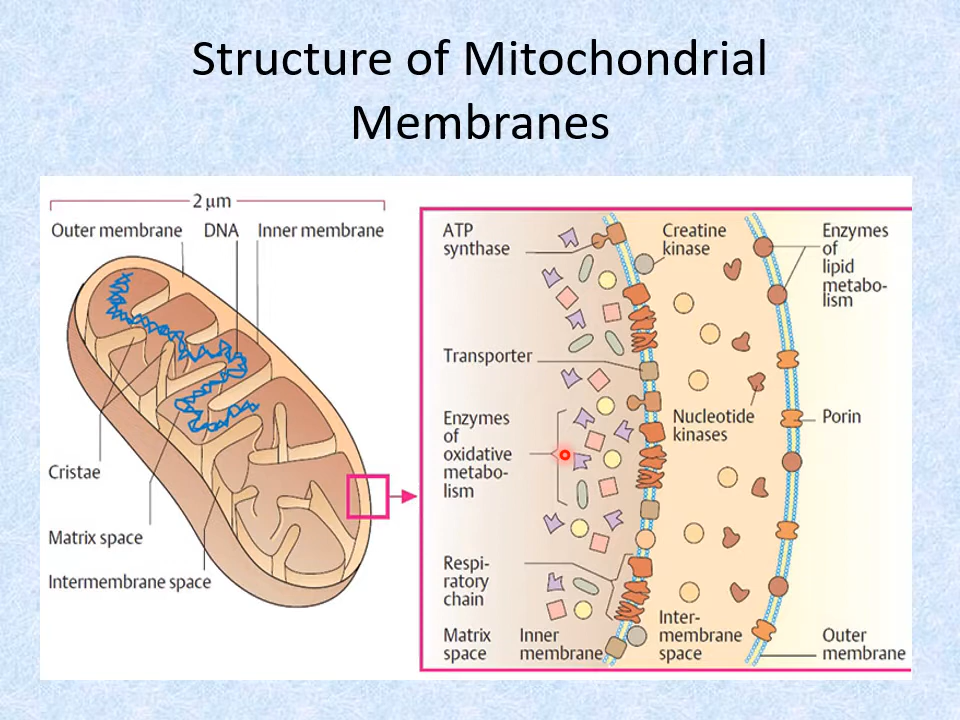 Structure of Mitochondrial
Membranes
2 μm
Outer membrane
DNA
Inner membrane
Cristae
Matrix space
Intermembrane space
ATP
synthase
Transporter
Enzymes
of
oxidative
metabo-
lism
Respi-
ratory
chain
Matrix
space
Inner
membrane
Creatine
kinase
Nucleotide
kinases
Inter-
membrane
space
Enzymes
of
lipid
metabo-
lism
Porin
Outer
membrane